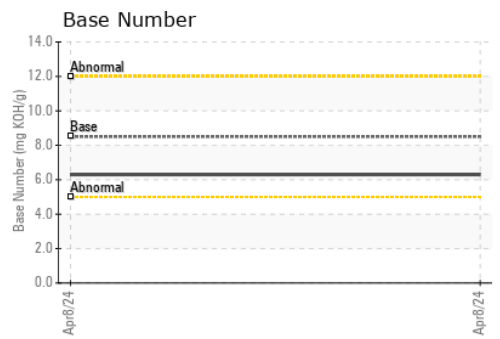 Base Number
Base Number (mg KOH/g)
14.0
12.0
10.0
8.0
6.0
4.0
2.0
0.0
Abnormal
Base
Abnormal
Apr8/24
Apr8/24